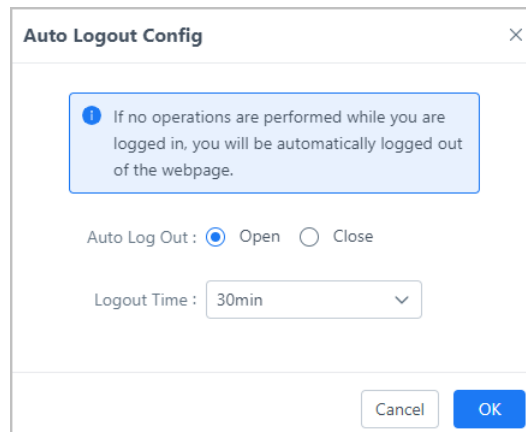 Auto Logout Config
If no operations are performed while you are
logged in, you will be automatically logged out
of the webpage.
Auto Log Out : Open Close
Logout Time : 30min
Cancel OK